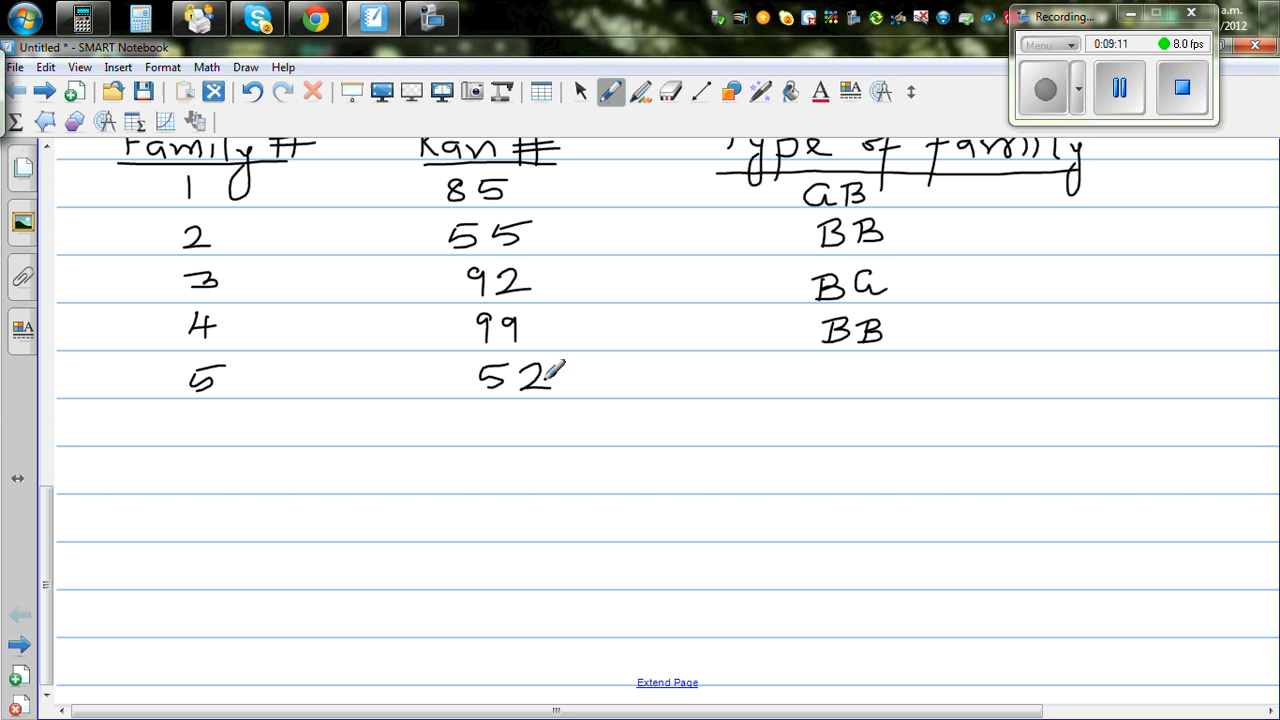 Recording...
a.m.
/2012
Untitled * - SMART Notebook
Menu
0:09:11
8.0 fps
File Edit View Insert Format Math Draw Help
Family # Ran # Type of family
1 85 GB
2 55 BB
3 92 BG
4 99 BB
5 52
Extend Page